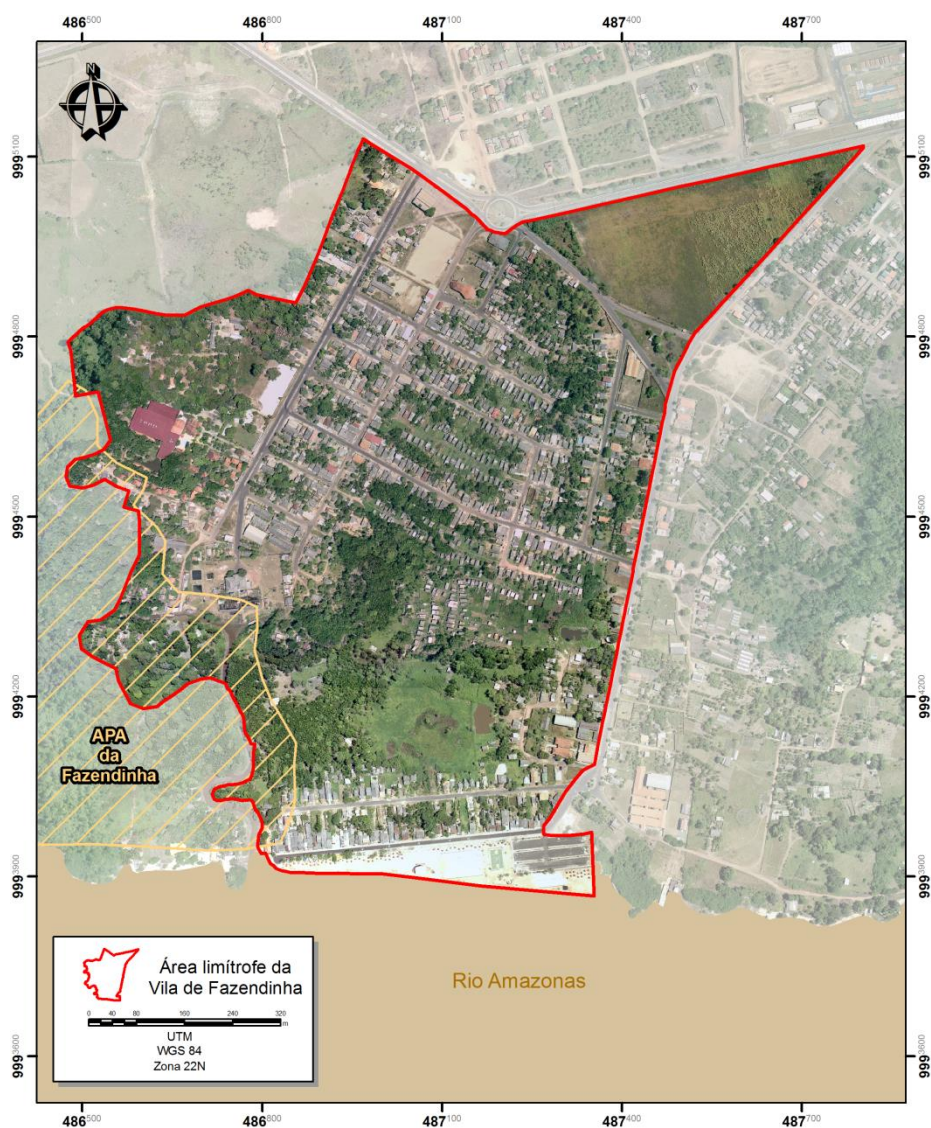 486500 486800 487100 487400 487700
N
9995100 9995100
9994800 9994800
9994500 9994500
9994200 9994200
APA
da
Fazendinha
9993900 9993900
Área limítrofe da
Vila de Fazendinha
Rio Amazonas
0 40 80 160 240 320
m
UTM
WGS 84
Zona 22N
9993600 9993600
486500 486800 487100 487400 487700